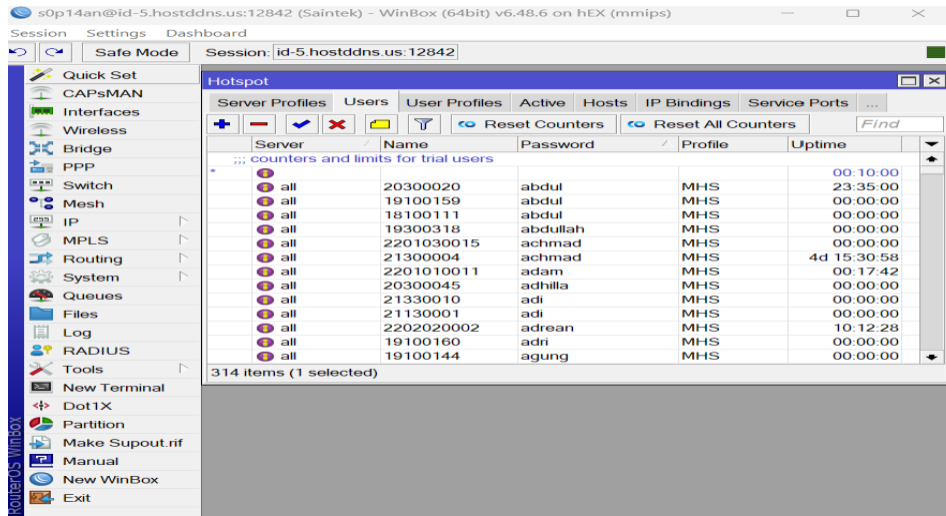 s0p14an@id-5.hostddns.us:12842 (Saintek) - WinBox (64bit) v6.48.6 on hEX (mmips)
Session Settings Dashboard
Safe Mode Session: id-5.hostddns.us:12842
Quick Set
CAPsMAN
Interfaces
Wireless
Bridge
PPP
Switch
Mesh
IP
MPLS
Routing
System
Queues
Files
Log
RADIUS
Tools
New Terminal
Dot1X
Partition
Make Supout.rif
Manual
New WinBox
Exit
RouterOS WinBox
Hotspot
Server Profiles Users User Profiles Active Hosts IP Bindings Service Ports ...
Reset Counters Reset All Counters Find
Server Name Password Profile Uptime
;;; counters and limits for trial users
* 00:10:00
all 20300020 abdul MHS 23:35:00
all 19100159 abdul MHS 00:00:00
all 18100111 abdul MHS 00:00:00
all 19300318 abdullah MHS 00:00:00
all 2201030015 achmad MHS 00:00:00
all 21300004 achmad MHS 4d 15:30:58
all 2201010011 adam MHS 00:17:42
all 20300045 adhilla MHS 00:00:00
all 21330010 adi MHS 00:00:00
all 21130001 adi MHS 00:00:00
all 2202020002 adrean MHS 10:12:28
all 19100160 adri MHS 00:00:00
all 19100144 agung MHS 00:00:00
314 items (1 selected)